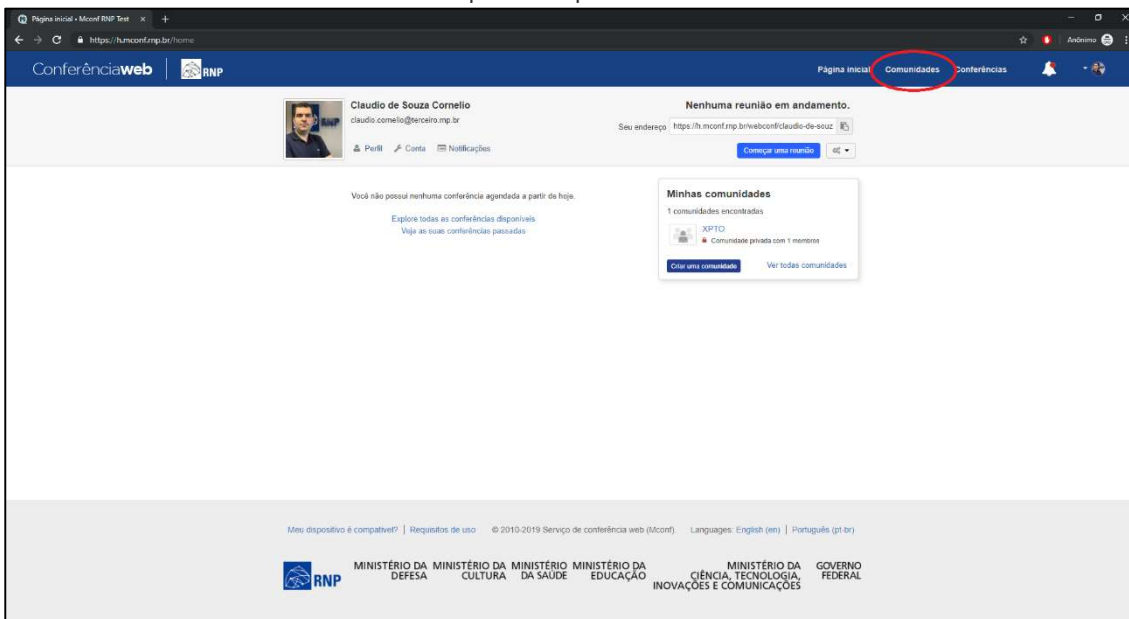 Página inicial - Mconf RNP Test
https://h.mconf.rnp.br/home
Anônimo
Conferênciaweb
RNP
Página inicial Comunidades Conferências
Claudio de Souza Cornelio
claudio.cornelio@terceiro.rnp.br
Perfil Conta Notificações
Nenhuma reunião em andamento.
Seu endereço https://h.mconf.rnp.br/webconf/claudio-de-souz
Começar uma reunião
Você não possui nenhuma conferência agendada a partir de hoje.
Explore todas as conferências disponíveis
Veja as suas conferências passadas
Minhas comunidades
1 comunidades encontradas
XPTO
Comunidade privada com 1 membros
Criar uma comunidade Ver todas comunidades
Meu dispositivo é compatível? | Requisitos de uso © 2010-2019 Serviço de conferência web (Mconf). Languages: English (en) | Português (pt-br)
RNP
MINISTÉRIO DA DEFESA
MINISTÉRIO DA CULTURA
MINISTÉRIO DA SAÚDE
MINISTÉRIO DA EDUCAÇÃO
MINISTÉRIO DA CIÊNCIA, TECNOLOGIA, INOVAÇÕES E COMUNICAÇÕES
GOVERNO FEDERAL